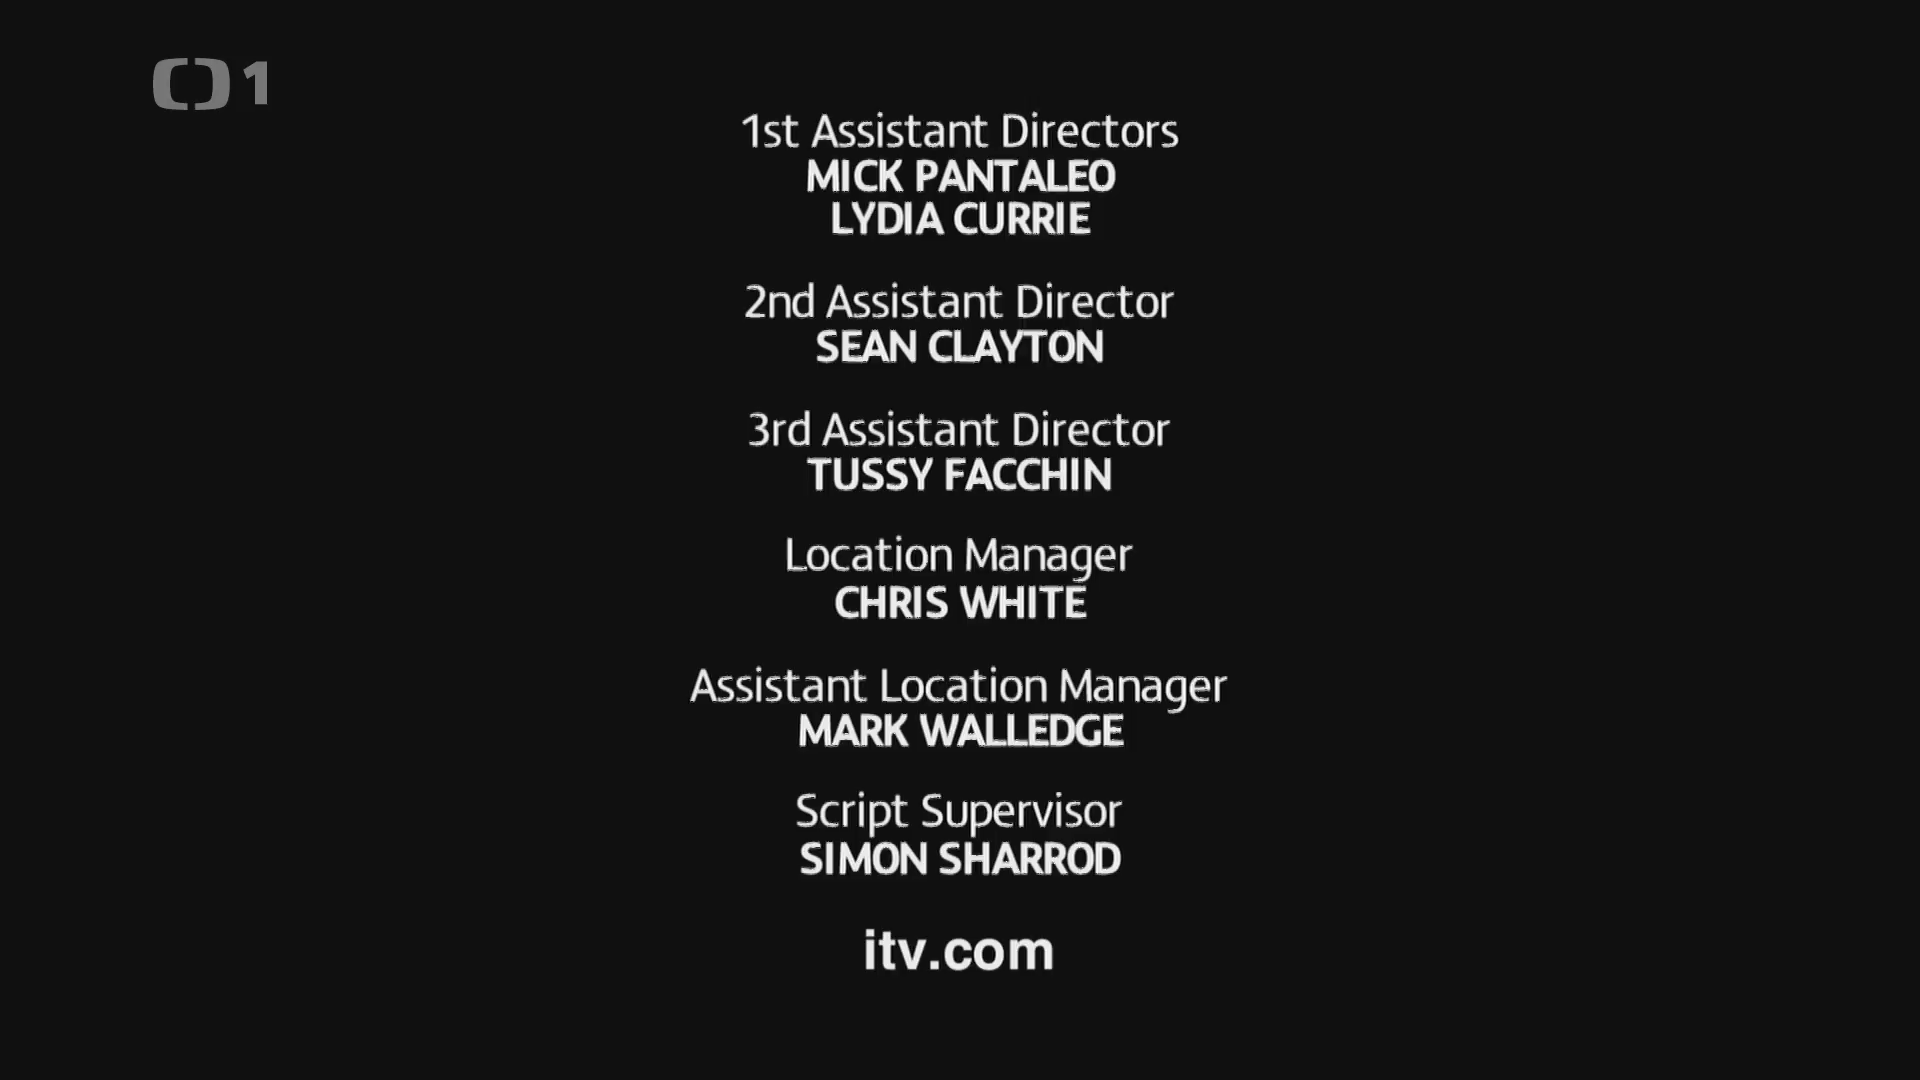 1
1st Assistant Directors
MICK PANTALEO
LYDIA CURRIE
2nd Assistant Director
SEAN CLAYTON
3rd Assistant Director
TUSSY FACCHIN
Location Manager
CHRIS WHITE
Assistant Location Manager
MARK WALLEDGE
Script Supervisor
SIMON SHARROD
itv.com